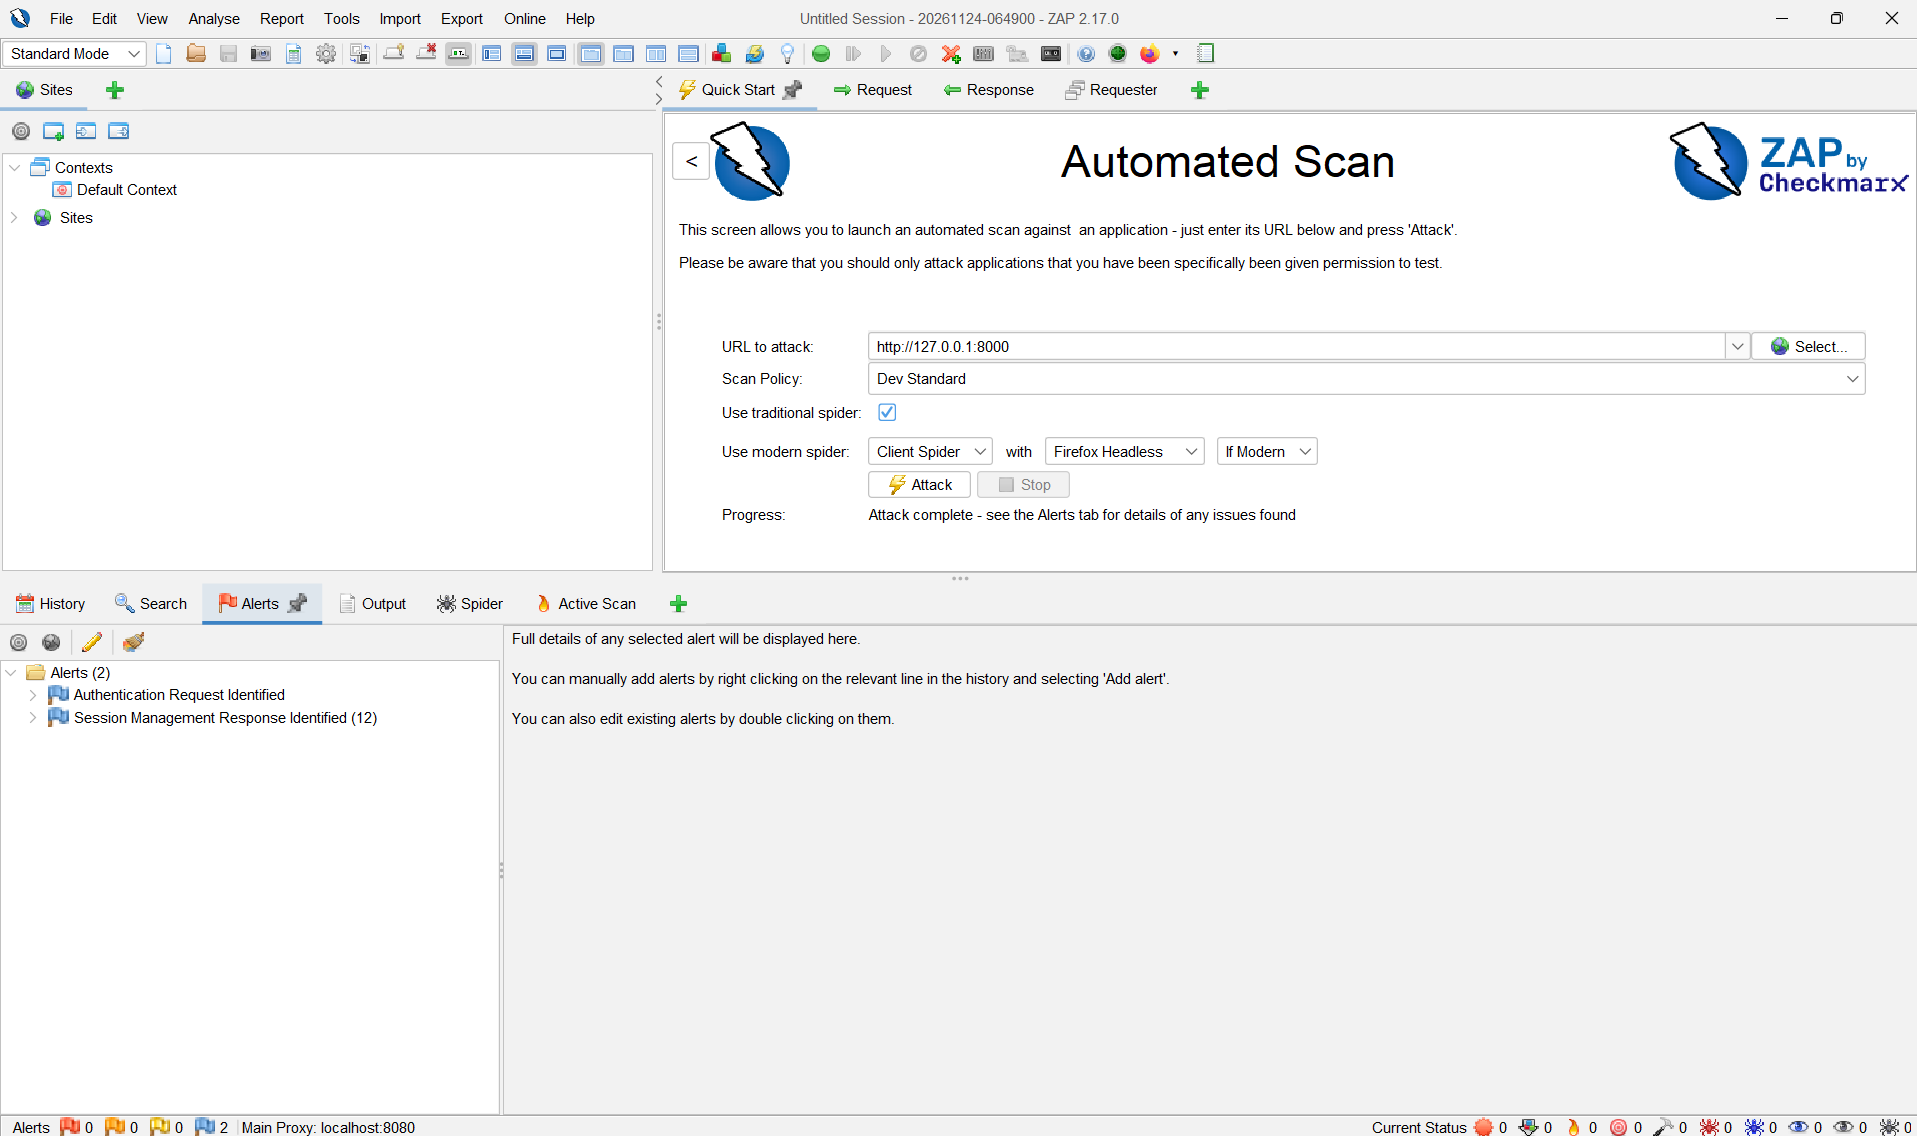 File Edit View Analyse Report Tools Import Export Online Help
Untitled Session - 20261124-064900 - ZAP 2.17.0
Standard Mode
Sites
Quick Start Request Response Requester
<
Automated Scan
ZAP by
Checkmarx
Contexts
Default Context
Sites
This screen allows you to launch an automated scan against  an application - just enter its URL below and press 'Attack'.
Please be aware that you should only attack applications that you have been specifically been given permission to test.
URL to attack: http://127.0.0.1:8000 Select...
Scan Policy: Dev Standard
Use traditional spider:
Use modern spider: Client Spider with Firefox Headless If Modern
Attack Stop
Progress: Attack complete - see the Alerts tab for details of any issues found
History Search Alerts Output Spider Active Scan
Alerts (2)
Authentication Request Identified
Session Management Response Identified (12)
Full details of any selected alert will be displayed here.
You can manually add alerts by right clicking on the relevant line in the history and selecting 'Add alert'.
You can also edit existing alerts by double clicking on them.
Alerts 0 0 0 2 Main Proxy: localhost:8080
Current Status 0 0 0 0 0 0 0 0 0 0